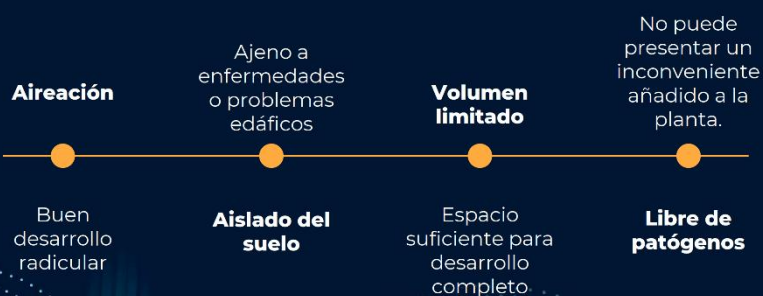 Aireación
Buen
desarrollo
radicular
Ajeno a
enfermedades
o problemas
edáficos
Aislado del
suelo
Volumen
limitado
Espacio
suficiente para
desarrollo
completo
No puede
presentar un
inconveniente
añadido a la
planta.
Libre de
patógenos